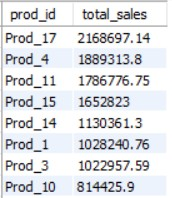 prod_id total_sales
Prod_17 2168697.14
Prod_4 1889313.8
Prod_11 1786776.75
Prod_15 1652823
Prod_14 1130361.3
Prod_1 1028240.76
Prod_3 1022957.59
Prod_10 814425.9